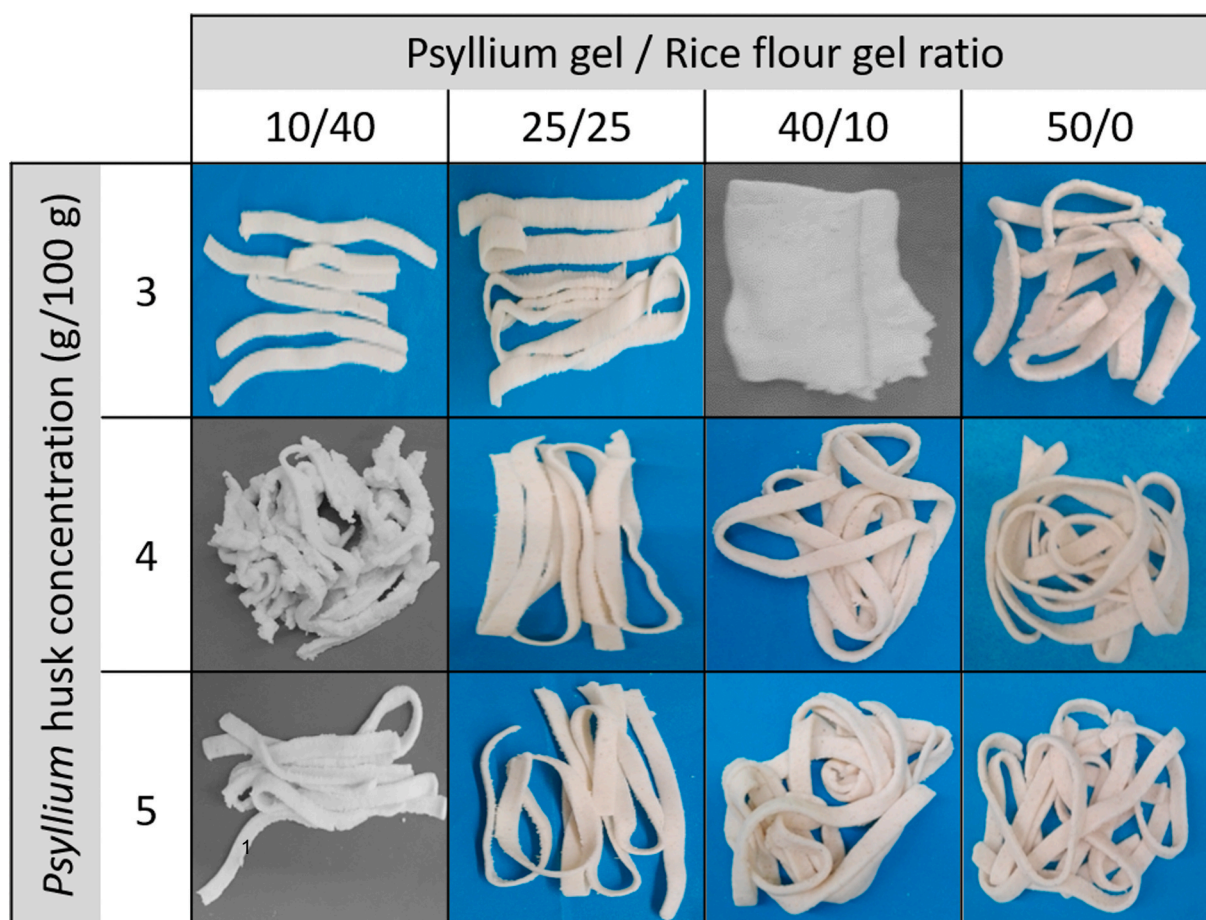 Psyllium gel / Rice flour gel ratio
10/40 25/25 40/10 50/0
Psyllium husk concentration (g/100 g)
3
4
5
1